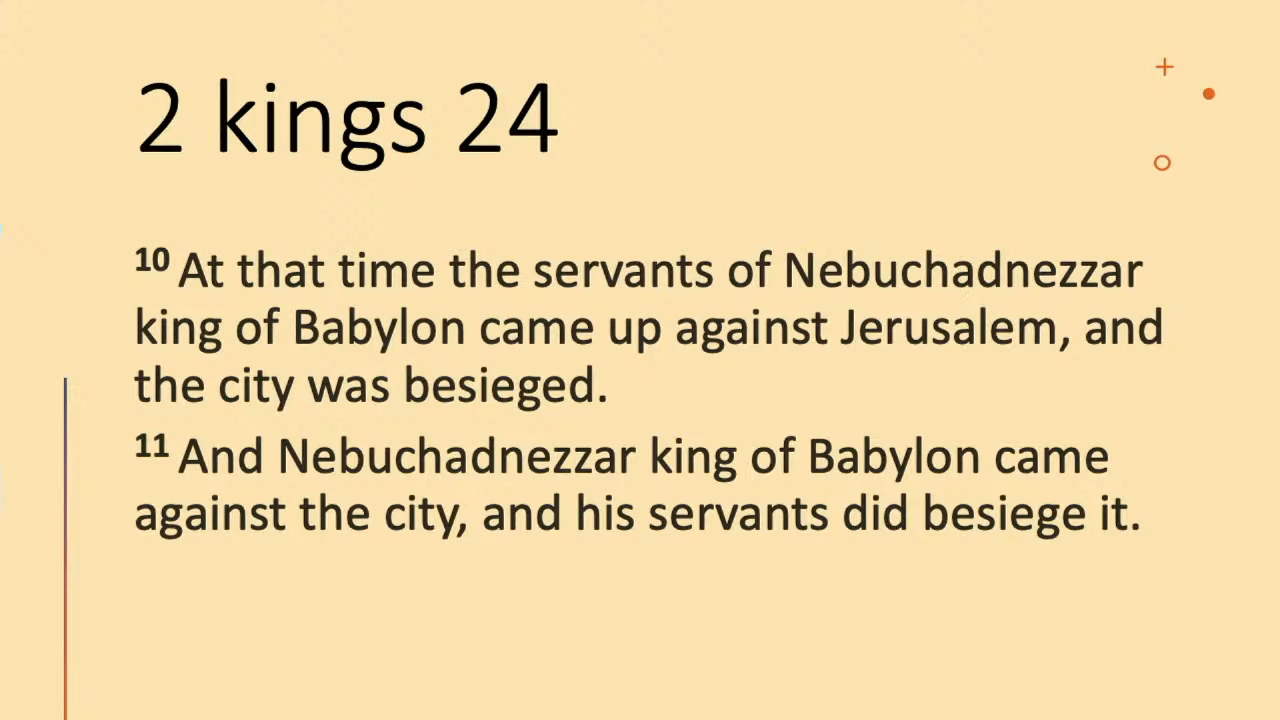 2 kings 24
10 At that time the servants of Nebuchadnezzar
king of Babylon came up against Jerusalem, and
the city was besieged.
11 And Nebuchadnezzar king of Babylon came
against the city, and his servants did besiege it.